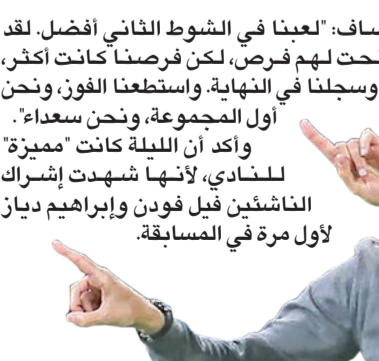 ساف: "لعبنا في الشوط الثاني أفضل. لقد
نحت لهم فرص، لكن فرصنا كانت أكثر،
وسجلنا في النهاية. واستطعنا الفوز، ونحن
أول المجموعة، ونحن سعداء".
وأكد أن الليلة كانت "مميزة"
للنادي، لأنها شهدت إشراك
الناشئين فيل فودن وإبراهيم دياز
لأول مرة في المسابقة.